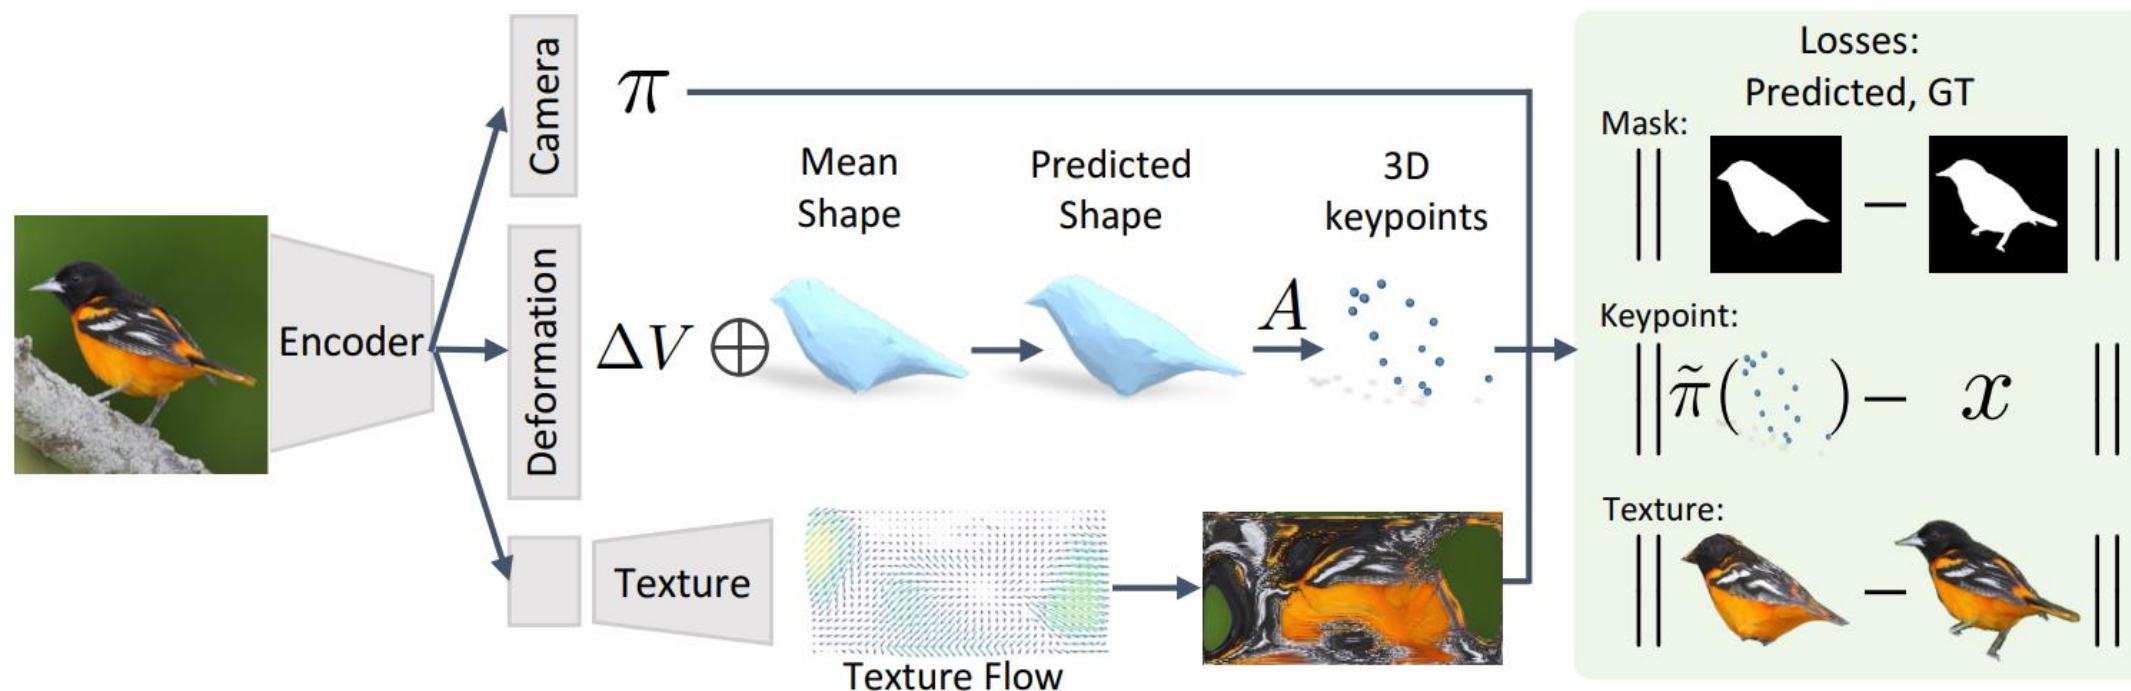 Camera
π
Mean
Shape
Predicted
Shape
3D
keypoints
Encoder
Deformation
ΔV ⊕
A
Texture
Texture Flow
Losses:
Predicted, GT
Mask:
‖ − ‖
Keypoint:
‖ π̃( ) − x ‖
Texture:
‖ − ‖